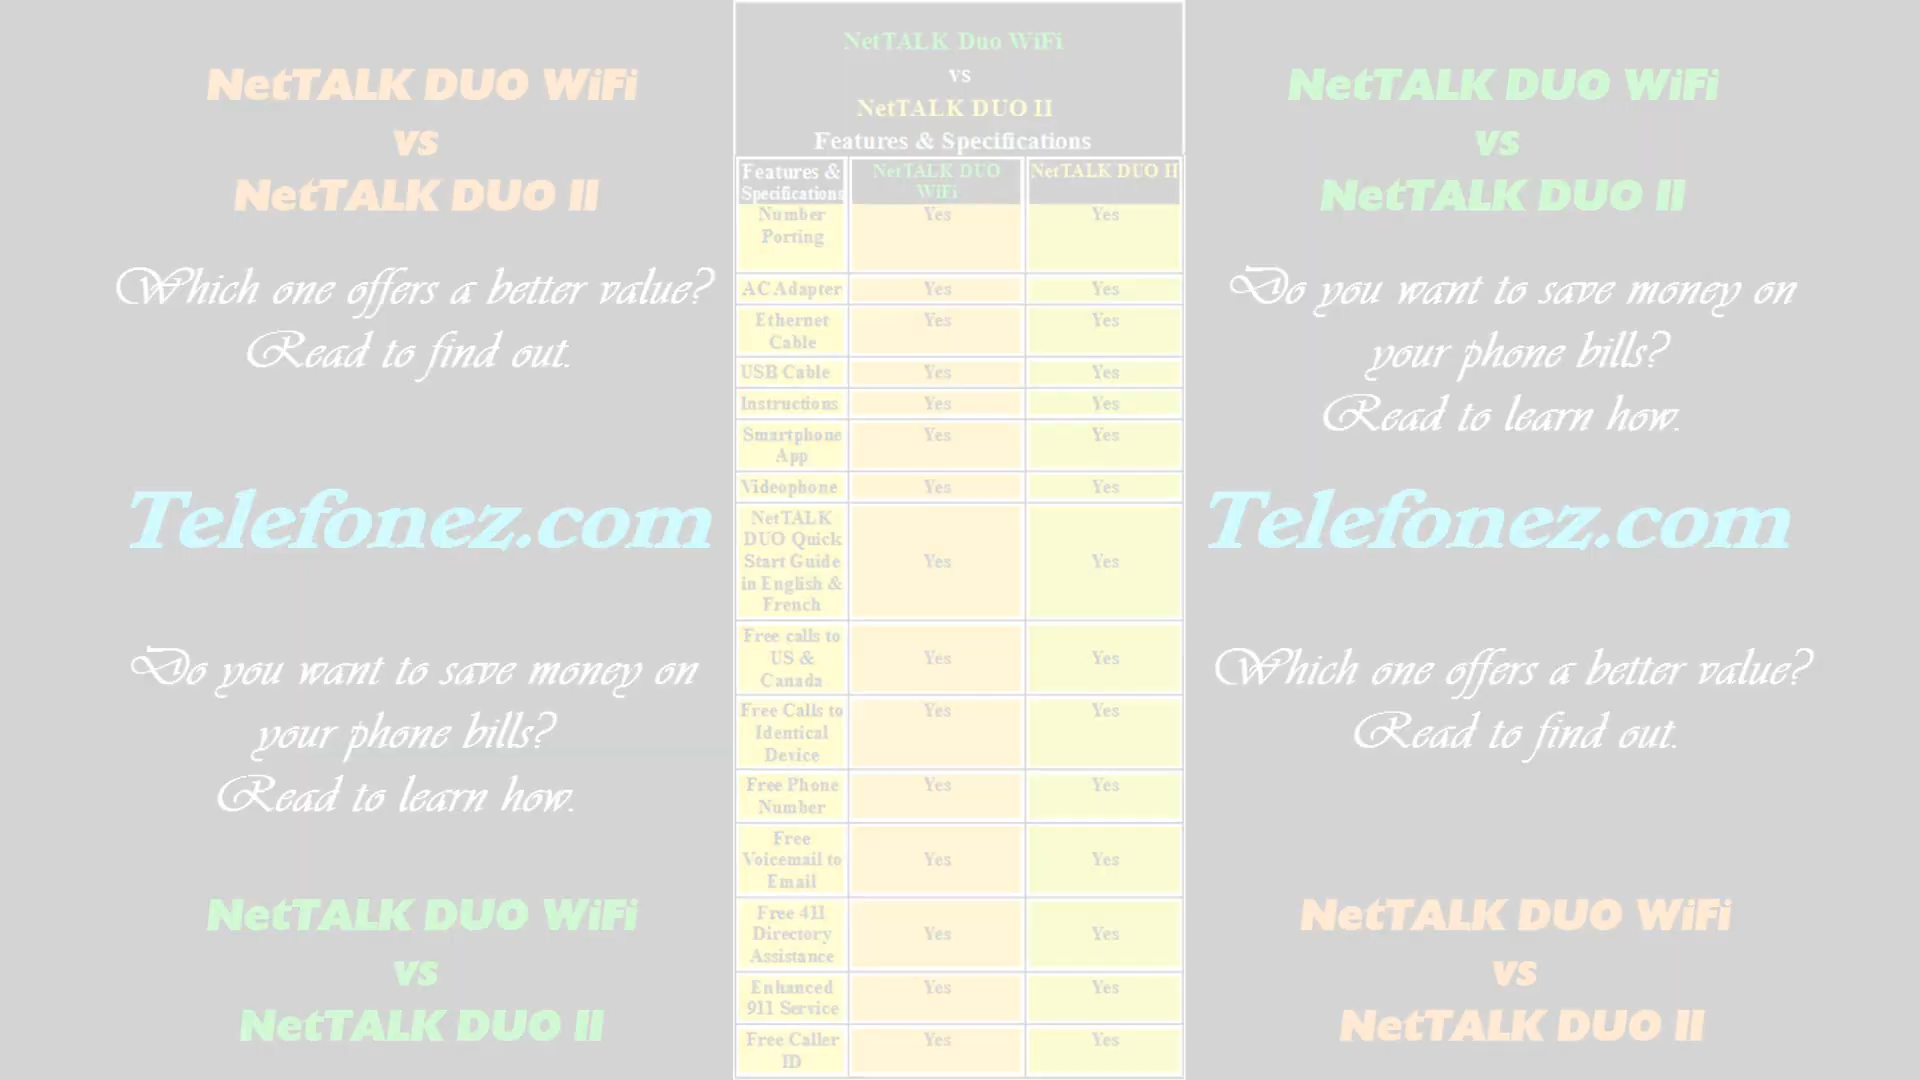 NetTALK DUO WiFi
vs
NetTALK DUO II
Which one offers a better value?
Read to find out.
Telefonez.com
Do you want to save money on
your phone bills?
Read to learn how.
NetTALK DUO WiFi
vs
NetTALK DUO II
NetTALK Duo WiFi
vs
NetTALK DUO II
Features & Specifications
Features &
Specifications
NetTALK DUO
WiFi
NetTALK DUO II
Number
Porting
Yes
Yes
AC Adapter
Yes
Yes
Ethernet
Cable
Yes
Yes
USB Cable
Yes
Yes
Instructions
Yes
Yes
Smartphone
App
Yes
Yes
Videophone
Yes
Yes
NetTALK
DUO Quick
Start Guide
in English &
French
Yes
Yes
Free calls to
US &
Canada
Yes
Yes
Free Calls to
Identical
Device
Yes
Yes
Free Phone
Number
Yes
Yes
Free
Voicemail to
Email
Yes
Yes
Free 411
Directory
Assistance
Yes
Yes
Enhanced
911 Service
Yes
Yes
Free Caller
ID
Yes
Yes
NetTALK DUO WiFi
vs
NetTALK DUO II
Do you want to save money on
your phone bills?
Read to learn how.
Telefonez.com
Which one offers a better value?
Read to find out.
NetTALK DUO WiFi
vs
NetTALK DUO II